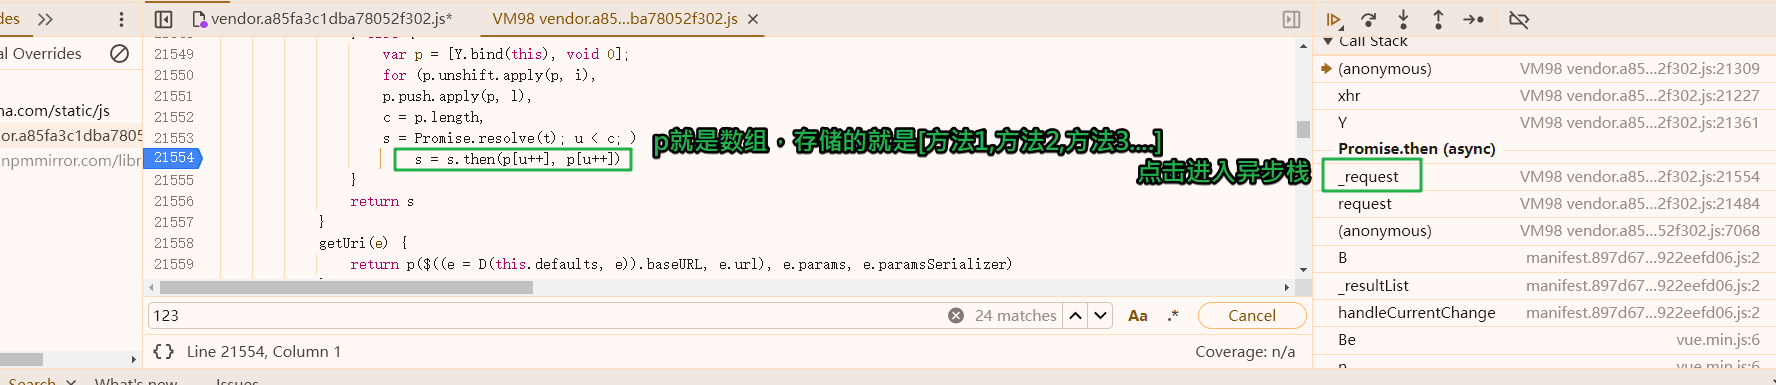 des
vendor.a85fa3c1dba78052f302.js*
VM98 vendor.a85...ba78052f302.js
al Overrides
na.com/static/js
or.a85fa3c1dba7805
npmmirror.com/libr
21549 var p = [Y.bind(this), void 0];
21550 for (p.unshift.apply(p, i),
21551 p.push.apply(p, l),
21552 c = p.length,
21553 s = Promise.resolve(t); u < c; )
21554 s = s.then(p[u++], p[u++])
21555 }
21556 return s
21557 }
21558 getUri(e) {
21559 return p($((e = D(this.defaults, e)).baseURL, e.url), e.params, e.paramsSerializer)
p就是数组，存储的就是[方法1,方法2,方法3....]
点击进入异步栈
123
24 matches
Aa
.*
Cancel
{ } Line 21554, Column 1
Coverage: n/a
Search
What's new
Issues
Call Stack
(anonymous) VM98 vendor.a85...2f302.js:21309
xhr VM98 vendor.a85...2f302.js:21227
Y VM98 vendor.a85...2f302.js:21361
Promise.then (async)
_request VM98 vendor.a85...2f302.js:21554
request VM98 vendor.a85...2f302.js:21484
(anonymous) VM98 vendor.a85...52f302.js:7068
B manifest.897d67...922eefd06.js:2
_resultList manifest.897d67...922eefd06.js:2
handleCurrentChange manifest.897d67...922eefd06.js:2
Be vue.min.js:6
n vue.min.js:6